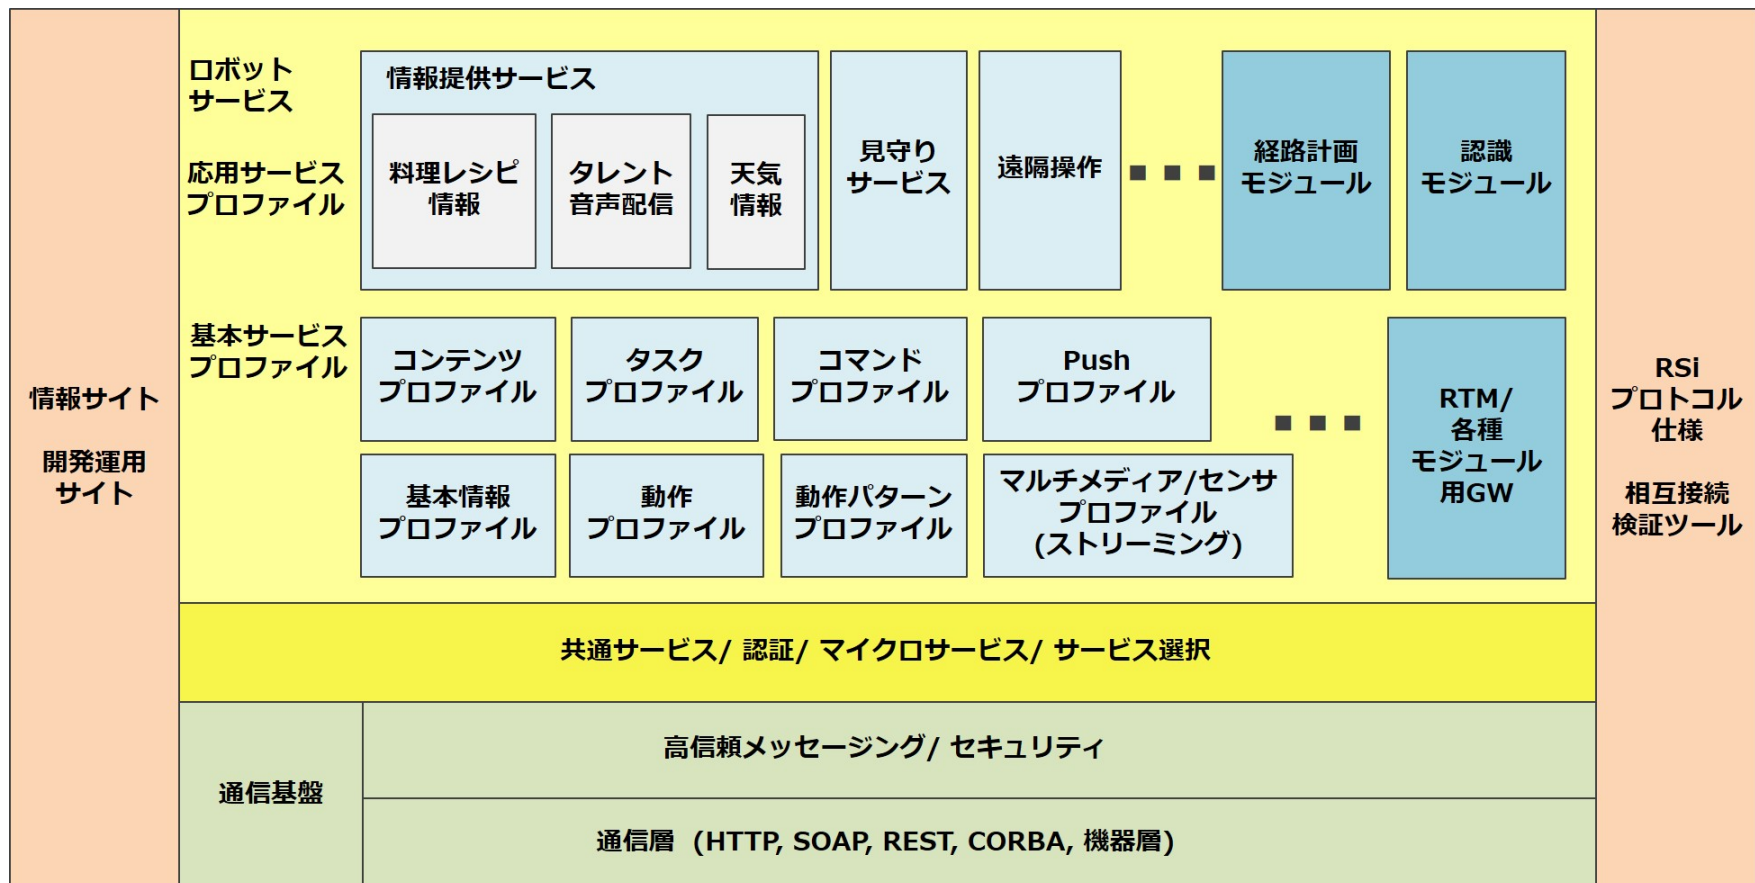 情報サイト
開発運用
サイト
ロボット
サービス
応用サービス
プロファイル
情報提供サービス
料理レシピ
情報
タレント
音声配信
天気
情報
見守り
サービス
遠隔操作
経路計画
モジュール
認識
モジュール
基本サービス
プロファイル
コンテンツ
プロファイル
タスク
プロファイル
コマンド
プロファイル
Push
プロファイル
基本情報
プロファイル
動作
プロファイル
動作パターン
プロファイル
マルチメディア/センサ
プロファイル
(ストリーミング)
RTM/
各種
モジュール
用GW
共通サービス/ 認証/ マイクロサービス/ サービス選択
通信基盤
高信頼メッセージング/ セキュリティ
通信層 (HTTP, SOAP, REST, CORBA, 機器層)
RSi
プロトコル
仕様
相互接続
検証ツール